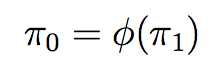 π₀ = ϕ(π₁)